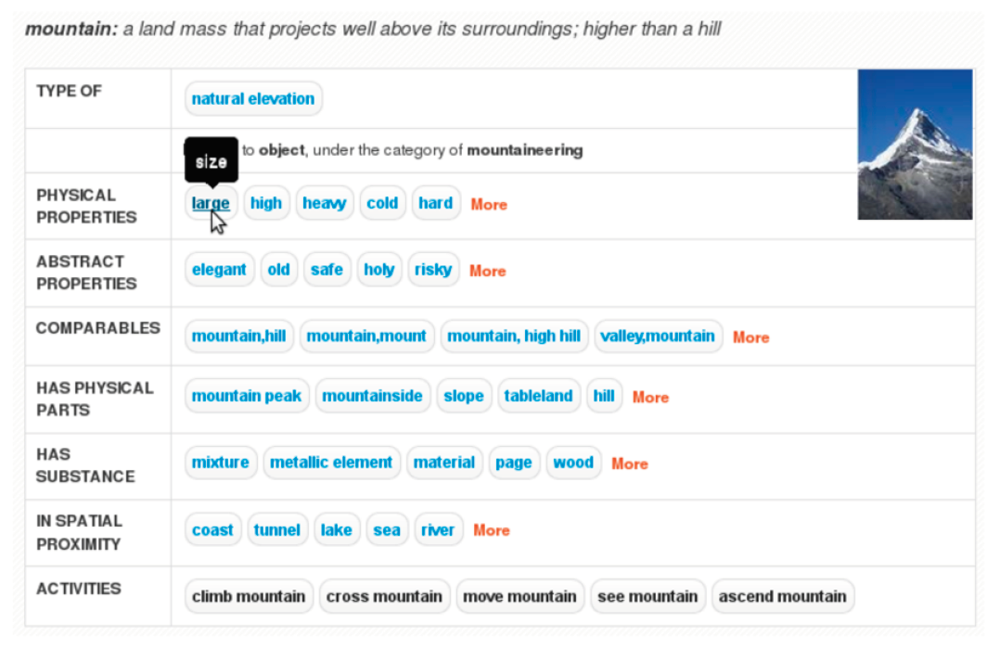 mountain: a land mass that projects well above its surroundings; higher than a hill
TYPE OF
natural elevation
size
to object, under the category of mountaineering
PHYSICAL
PROPERTIES
large high heavy cold hard More
ABSTRACT
PROPERTIES
elegant old safe holy risky More
COMPARABLES
mountain,hill mountain,mount mountain, high hill valley,mountain More
HAS PHYSICAL
PARTS
mountain peak mountainside slope tableland hill More
HAS
SUBSTANCE
mixture metallic element material page wood More
IN SPATIAL
PROXIMITY
coast tunnel lake sea river More
ACTIVITIES
climb mountain cross mountain move mountain see mountain ascend mountain